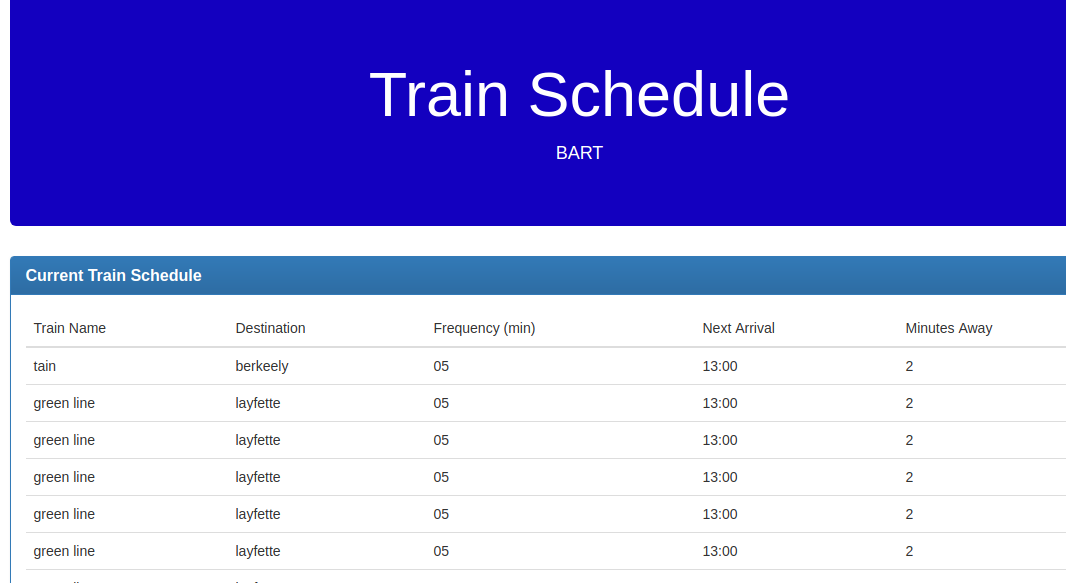 Train Schedule
BART
Current Train Schedule
Train Name Destination Frequency (min) Next Arrival Minutes Away
tain berkeely 05 13:00 2
green line layfette 05 13:00 2
green line layfette 05 13:00 2
green line layfette 05 13:00 2
green line layfette 05 13:00 2
green line layfette 05 13:00 2